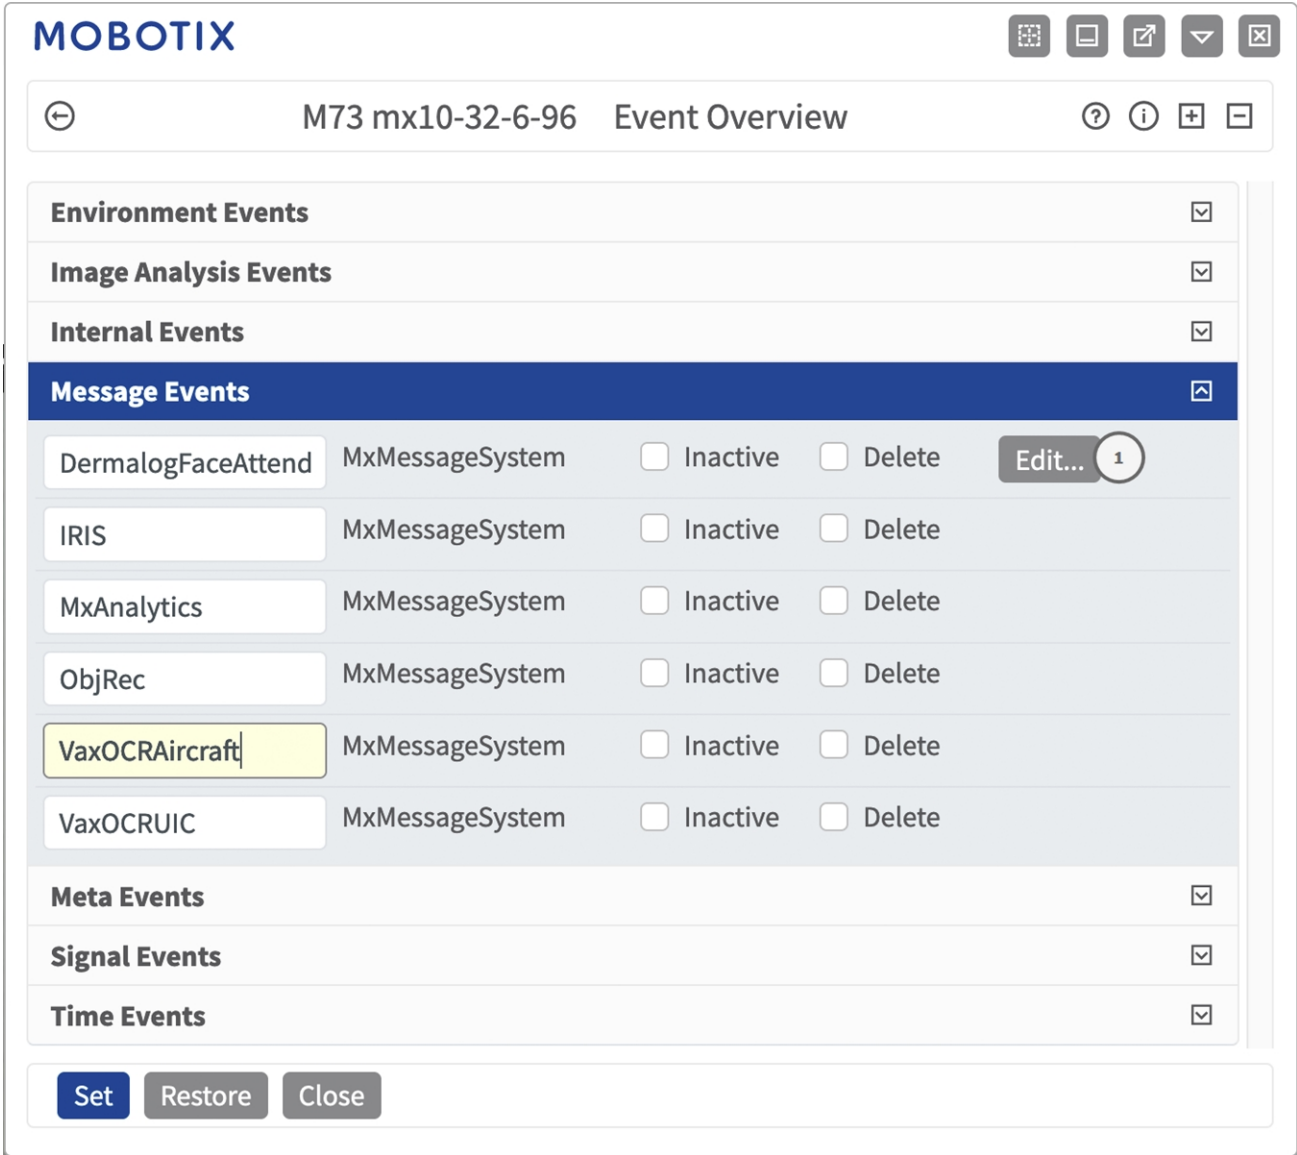 MOBOTIX
M73 mx10-32-6-96 Event Overview
Environment Events
Image Analysis Events
Internal Events
Message Events
DermalogFaceAttend MxMessageSystem Inactive Delete Edit... 1
IRIS MxMessageSystem Inactive Delete
MxAnalytics MxMessageSystem Inactive Delete
ObjRec MxMessageSystem Inactive Delete
VaxOCRAircraft MxMessageSystem Inactive Delete
VaxOCRUIC MxMessageSystem Inactive Delete
Meta Events
Signal Events
Time Events
Set Restore Close